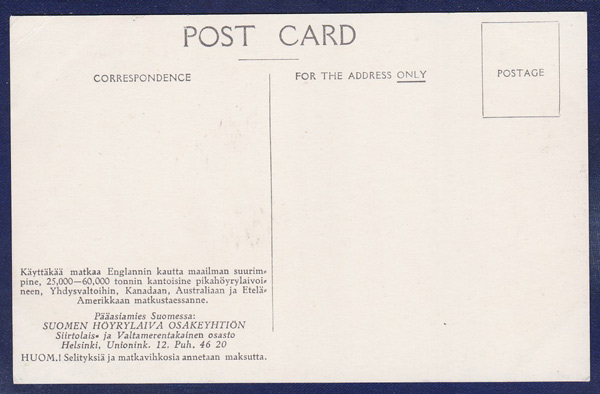 POST CARD
CORRESPONDENCE
FOR THE ADDRESS ONLY
POSTAGE
Käyttäkää matkaa Englannin kautta maailman suurim-
pine, 25,000—60,000 tonnin kantoisine pikahöyrylaivoi-
neen, Yhdysvaltoihin, Kanadaan, Australiaan ja Etelä-
Amerikkaan matkustaessanne.
Pääasiamies Suomessa:
SUOMEN HÖYRYLAIVA OSAKEYHTIÖN
Siirtolais- ja Valtamerentakainen osasto
Helsinki, Unionink. 12. Puh. 46 20
HUOM.! Selityksiä ja matkavihkosia annetaan maksutta.